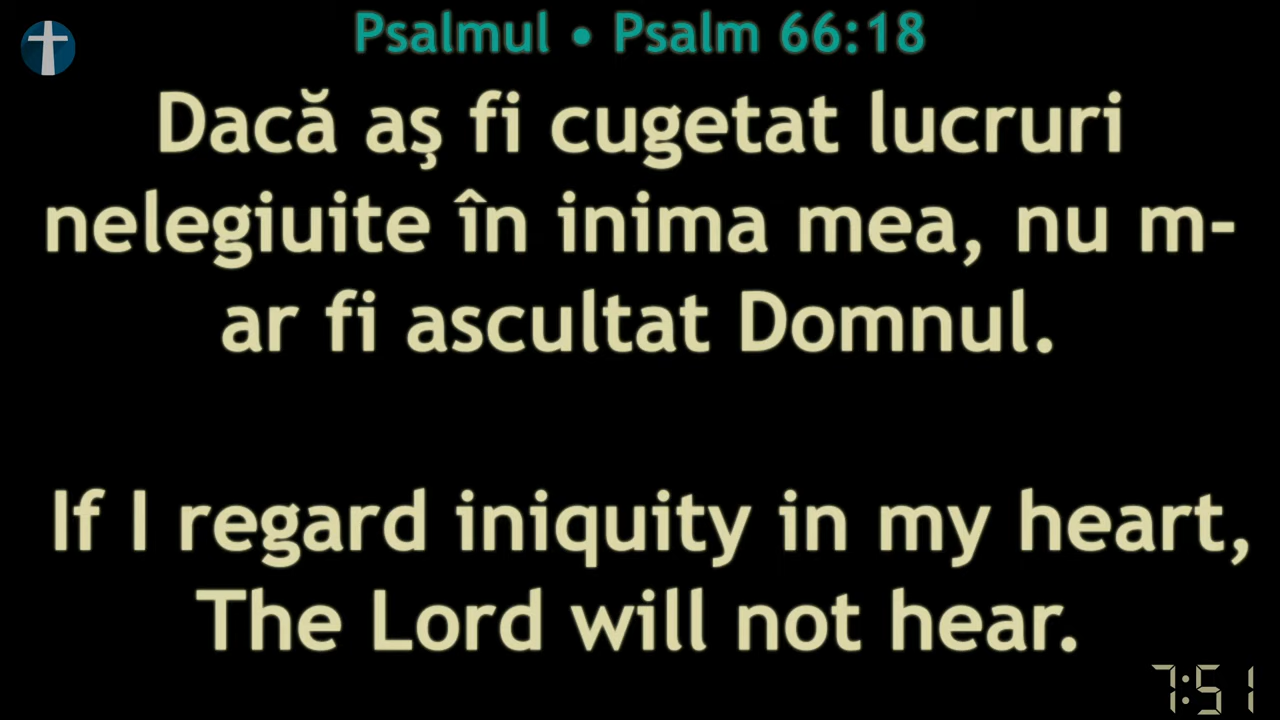 Psalmul • Psalm 66:18
Dacă aş fi cugetat lucruri
nelegiuite în inima mea, nu m-
ar fi ascultat Domnul.
If I regard iniquity in my heart,
The Lord will not hear.
7:51